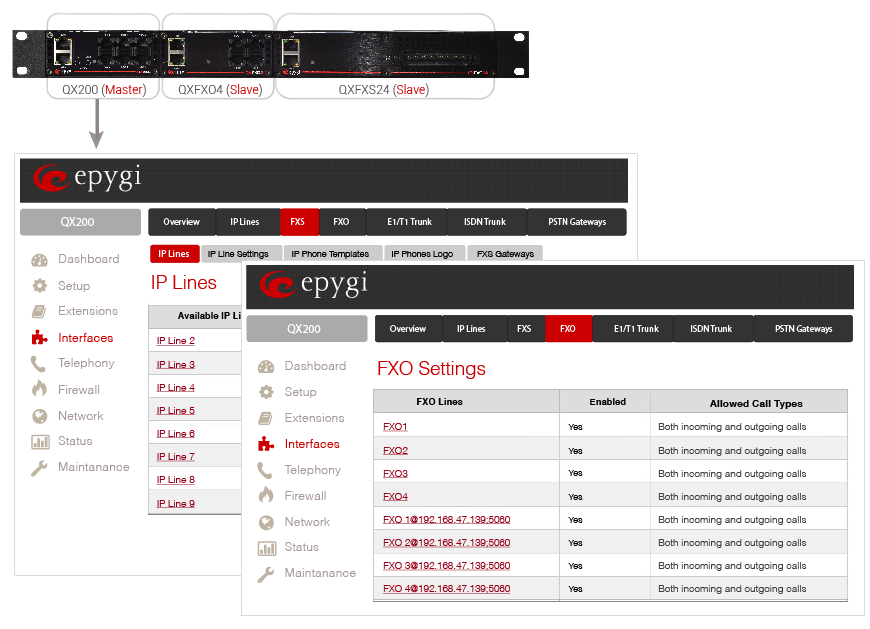 QX200 (Master) QXFXO4 (Slave) QXFXS24 (Slave)
epygi
QX200 Overview IP Lines FXS FXO E1/T1 Trunk ISDN Trunk PSTN Gateways
IP Lines IP Line Settings IP Phone Templates IP Phones Logo FXS Gateways
Dashboard
Setup
Extensions
Interfaces
Telephony
Firewall
Network
Status
Maintanance
IP Lines
Available IP Li
IP Line 2
IP Line 3
IP Line 4
IP Line 5
IP Line 6
IP Line 7
IP Line 8
IP Line 9
epygi
QX200 Overview IP Lines FXS FXO E1/T1 Trunk ISDN Trunk PSTN Gateways
Dashboard
Setup
Extensions
Interfaces
Telephony
Firewall
Network
Status
Maintanance
FXO Settings
FXO Lines Enabled Allowed Call Types
FXO1 Yes Both incoming and outgoing calls
FXO2 Yes Both incoming and outgoing calls
FXO3 Yes Both incoming and outgoing calls
FXO4 Yes Both incoming and outgoing calls
FXO 1@192.168.47.139;5060 Yes Both incoming and outgoing calls
FXO 2@192.168.47.139;5060 Yes Both incoming and outgoing calls
FXO 3@192.168.47.139;5060 Yes Both incoming and outgoing calls
FXO 4@192.168.47.139;5060 Yes Both incoming and outgoing calls